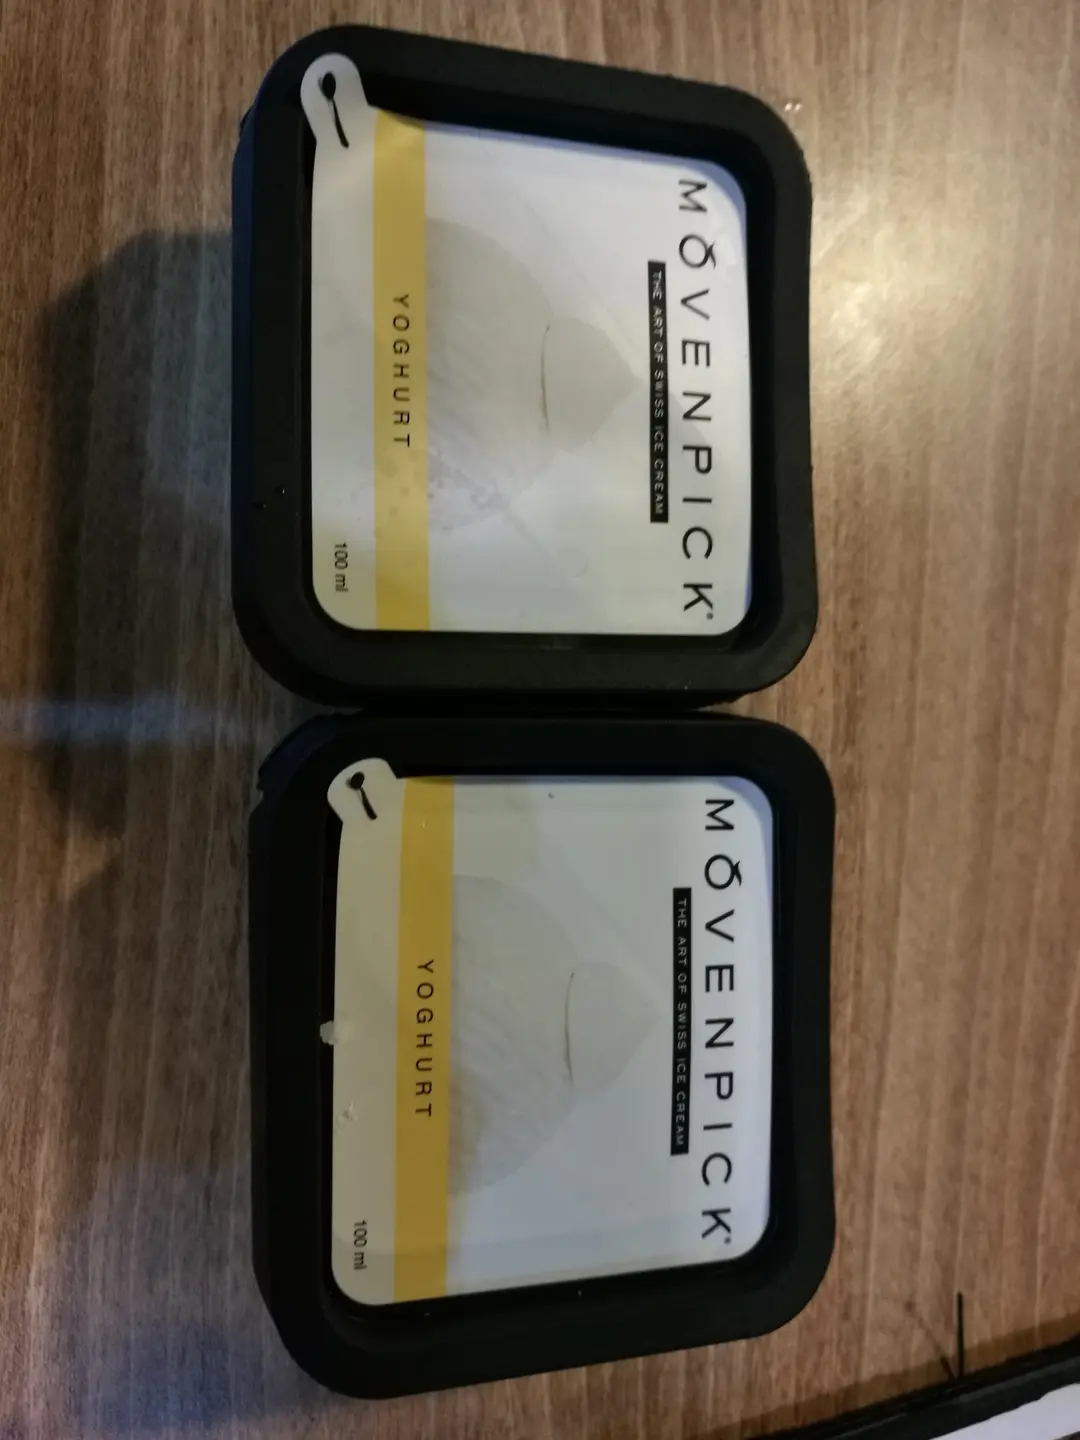 MÖVENPICK®
THE ART OF SWISS ICE CREAM
YOGHURT
100 ml
MÖVENPICK®
THE ART OF SWISS ICE CREAM
YOGHURT
100 ml